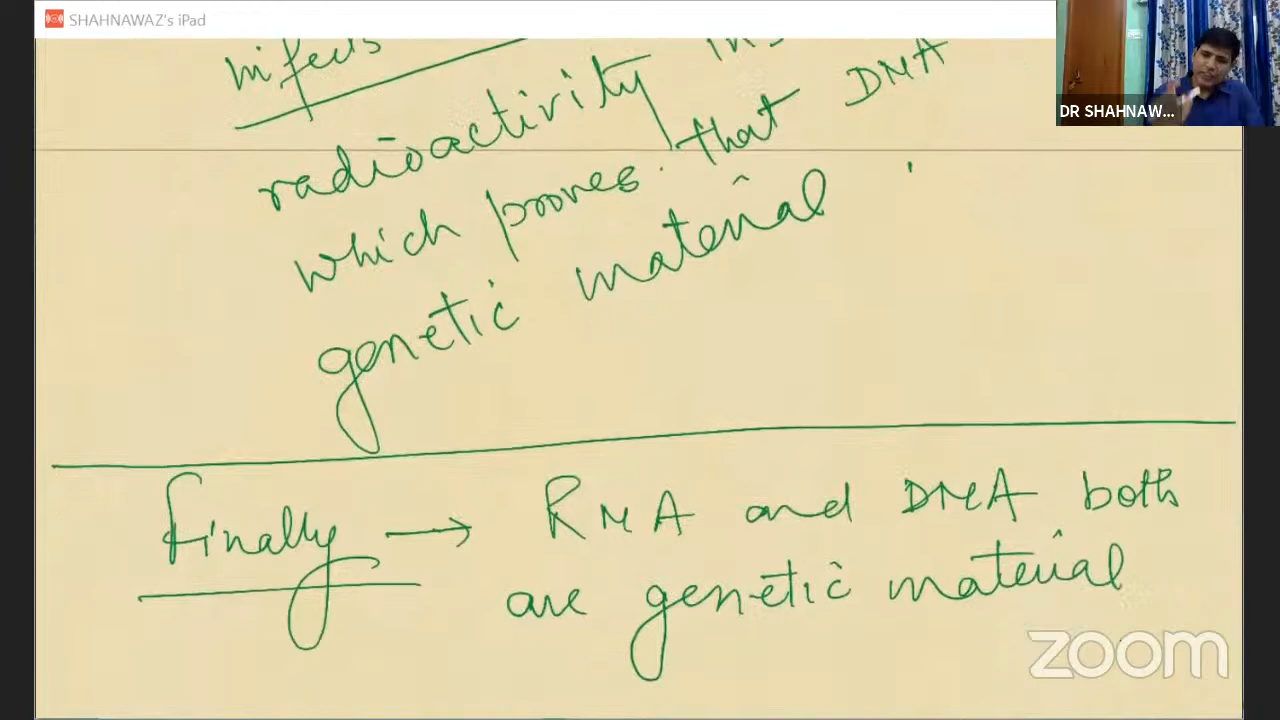 SHAHNAWAZ's iPad
DR SHAHNAW...
infects
radioactivity
which proves that DNA
genetic material
Finally → RNA and DNA both
are genetic material
zoom